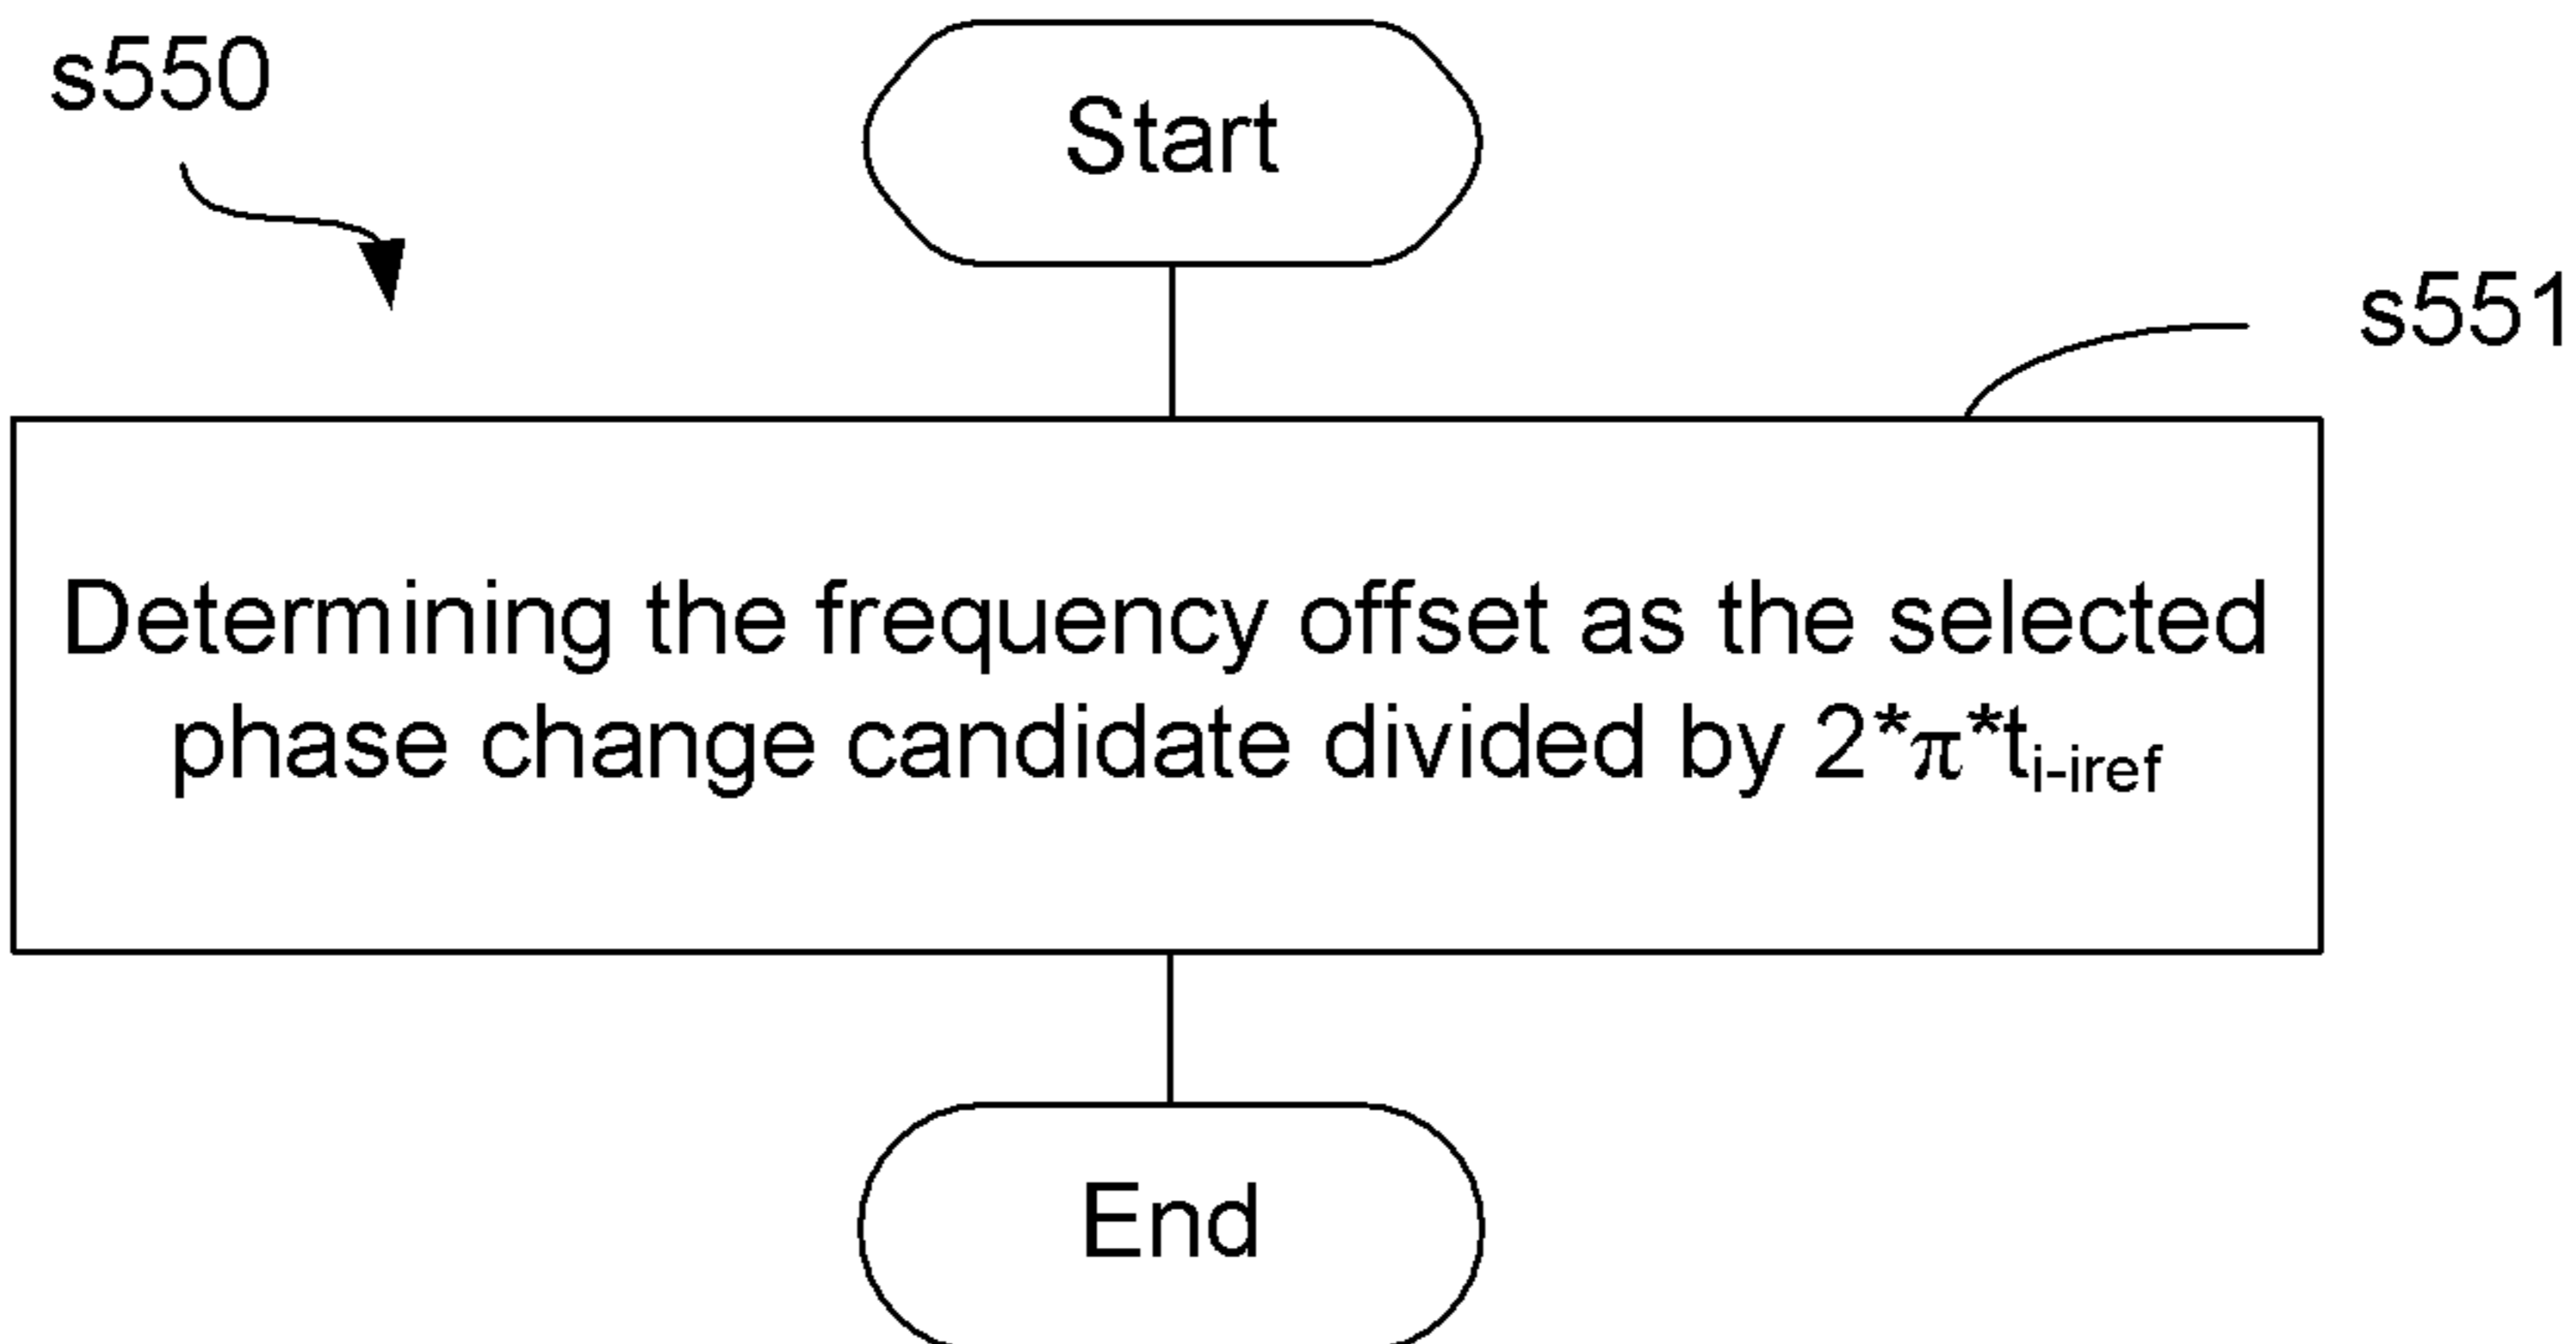 s550
Start
s551
Determining the frequency offset as the selected
phase change candidate divided by 2*π*tᵢ₋ᵢref
End